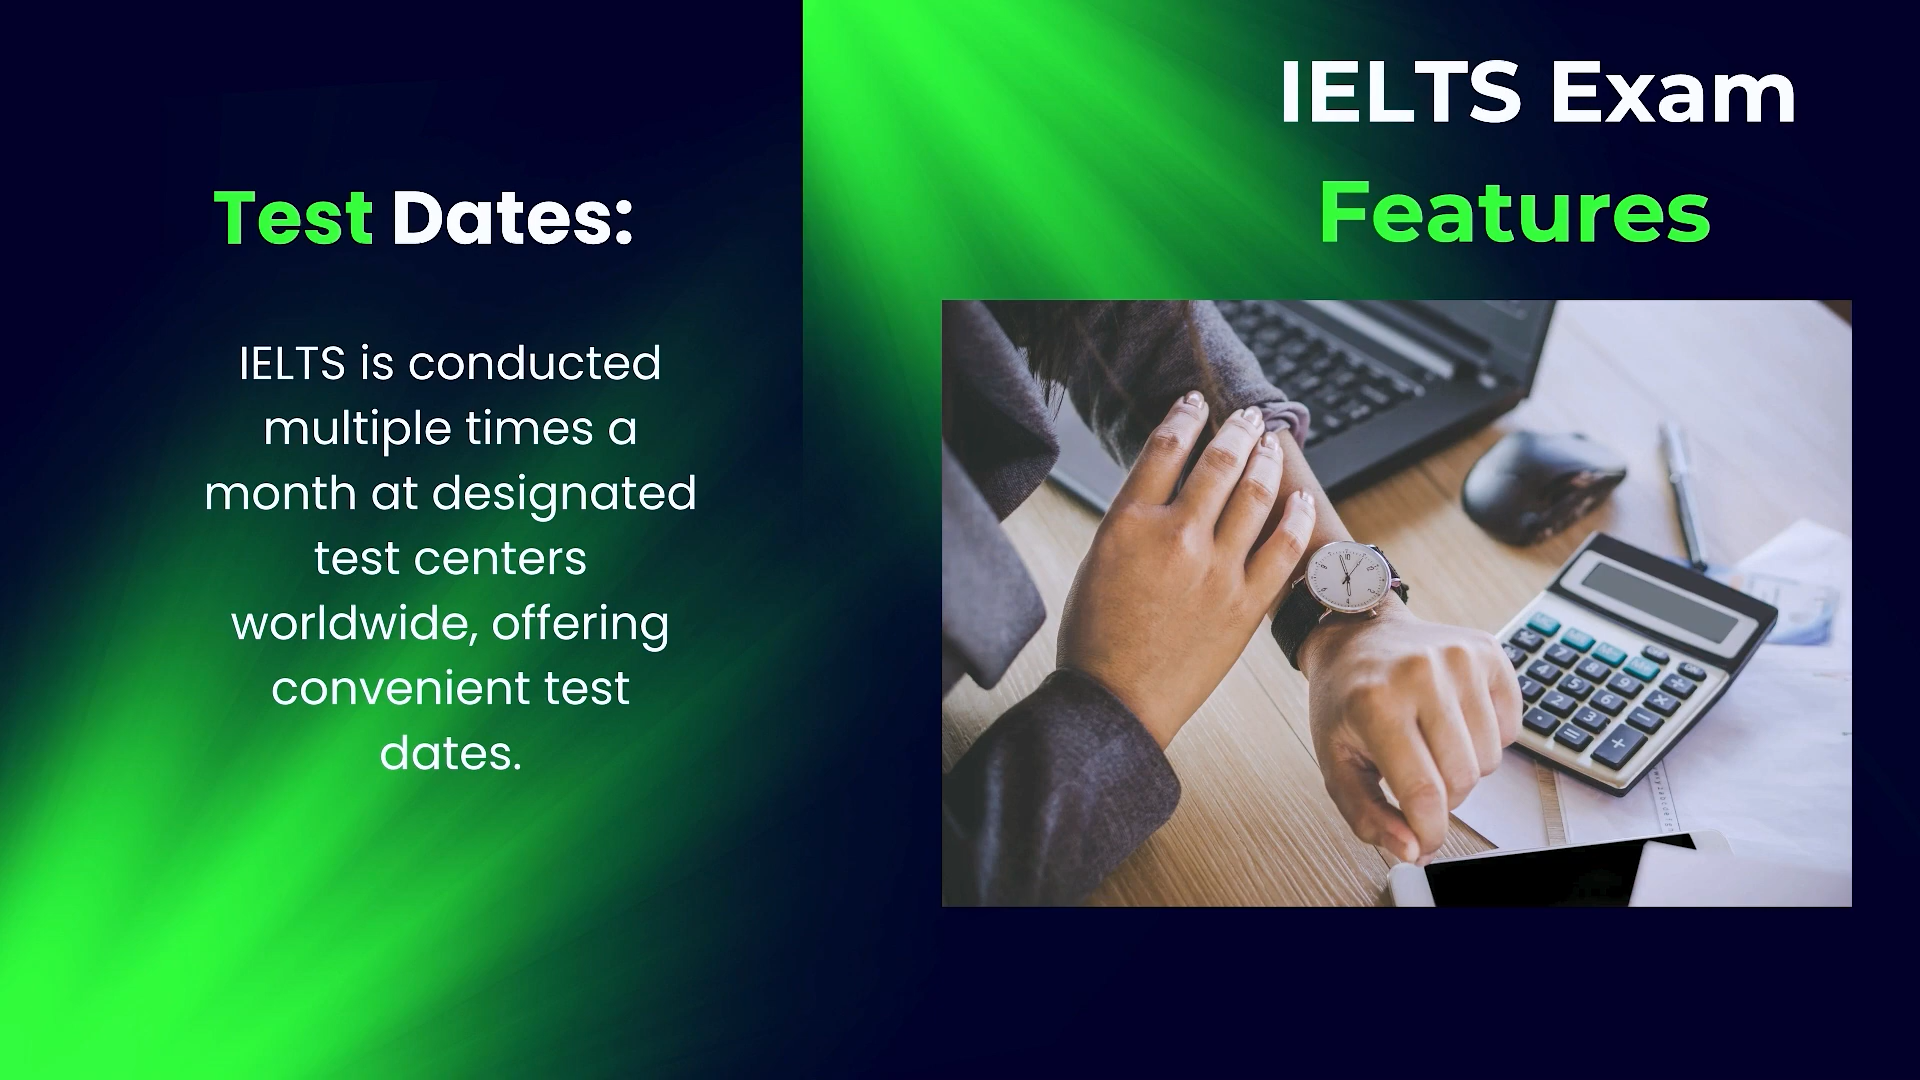 IELTS Exam
Features
Test Dates:
IELTS is conducted
multiple times a
month at designated
test centers
worldwide, offering
convenient test
dates.